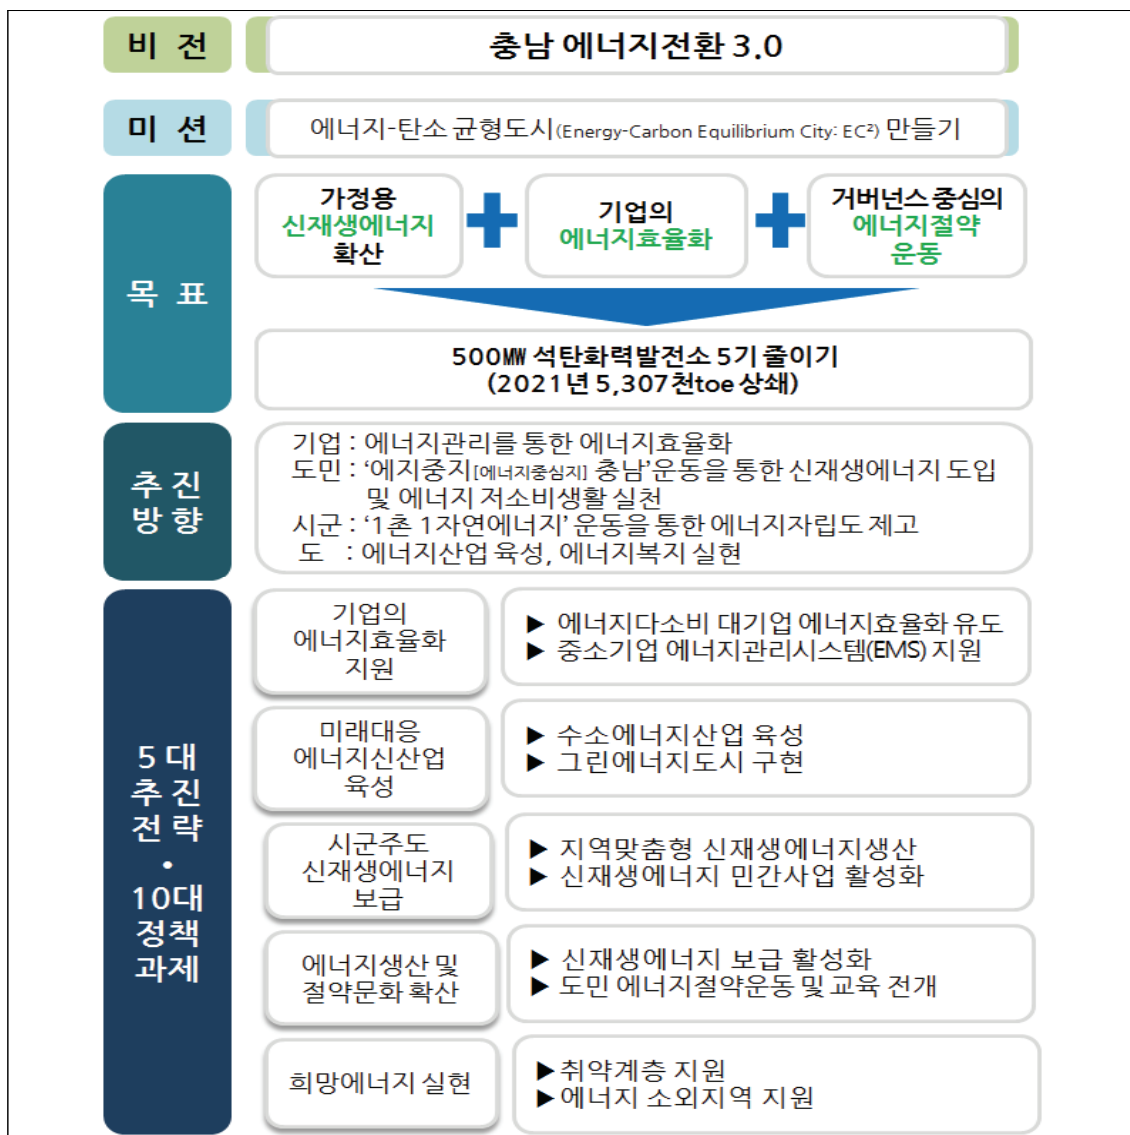 비 전
충남 에너지전환 3.0
미 션
에너지-탄소 균형도시(Energy-Carbon Equilibrium City: EC²) 만들기
목 표
가정용
신재생에너지
확산
기업의
에너지효율화
거버넌스 중심의
에너지절약
운동
500㎿ 석탄화력발전소 5기 줄이기
(2021년 5,307천toe 상쇄)
추 진
방 향
기업 : 에너지관리를 통한 에너지효율화
도민 : ‘에지중지[에너지중심지] 충남’운동을 통한 신재생에너지 도입
및 에너지 저소비생활 실천
시군 : ‘1촌 1자연에너지’ 운동을 통한 에너지자립도 제고
도 : 에너지산업 육성, 에너지복지 실현
5 대
추 진
전 략
•
10대
정책
과제
기업의
에너지효율화
지원
▶ 에너지다소비 대기업 에너지효율화 유도
▶ 중소기업 에너지관리시스템(EMS) 지원
미래대응
에너지신산업
육성
▶ 수소에너지산업 육성
▶ 그린에너지도시 구현
시군주도
신재생에너지
보급
▶ 지역맞춤형 신재생에너지생산
▶ 신재생에너지 민간사업 활성화
에너지생산 및
절약문화 확산
▶ 신재생에너지 보급 활성화
▶ 도민 에너지절약운동 및 교육 전개
희망에너지 실현
▶취약계층 지원
▶에너지 소외지역 지원